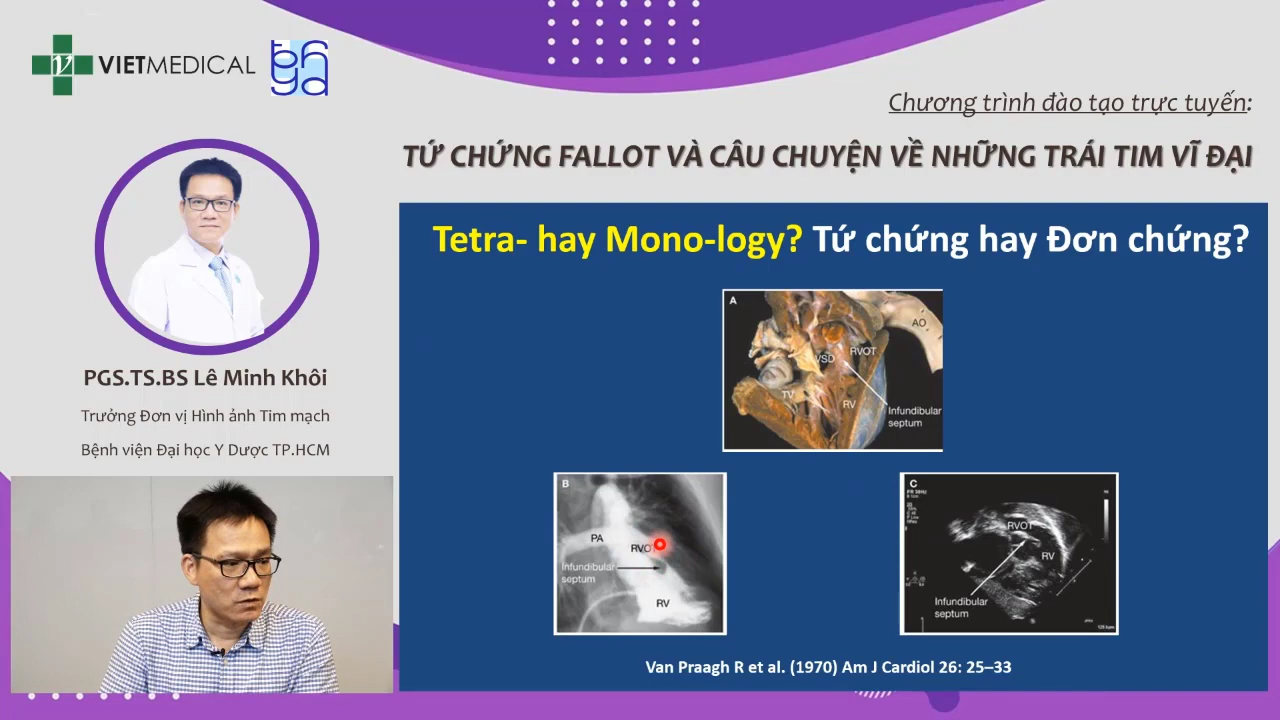 VIETMEDICAL
Chương trình đào tạo trực tuyến:
TỨ CHỨNG FALLOT VÀ CÂU CHUYỆN VỀ NHỮNG TRÁI TIM VĨ ĐẠI
PGS.TS.BS Lê Minh Khôi
Trưởng Đơn vị Hình ảnh Tim mạch
Bệnh viện Đại học Y Dược TP.HCM
Tetra- hay Mono-logy? Tứ chứng hay Đơn chứng?
A
AO
VSD
RVOT
TV
RV
Infundibular
septum
B
PA
RVO
Infundibular
septum
RV
C
RVOT
RV
Infundibular
septum
Van Praagh R et al. (1970) Am J Cardiol 26: 25–33